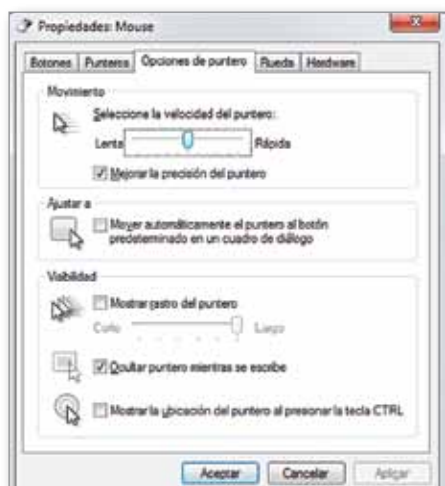 Propiedades: Mouse
Botones Punteros Opciones de puntero Rueda Hardware
Movimiento
Seleccione la velocidad del puntero:
Lenta Rápida
Mejorar la precisión del puntero
Ajustar a
Mover automáticamente el puntero al botón
predeterminado en un cuadro de diálogo
Visibilidad
Mostrar rastro del puntero
Corto Largo
Ocultar puntero mientras se escribe
Mostrar la ubicación del puntero al presionar la tecla CTRL
Aceptar Cancelar Aplicar